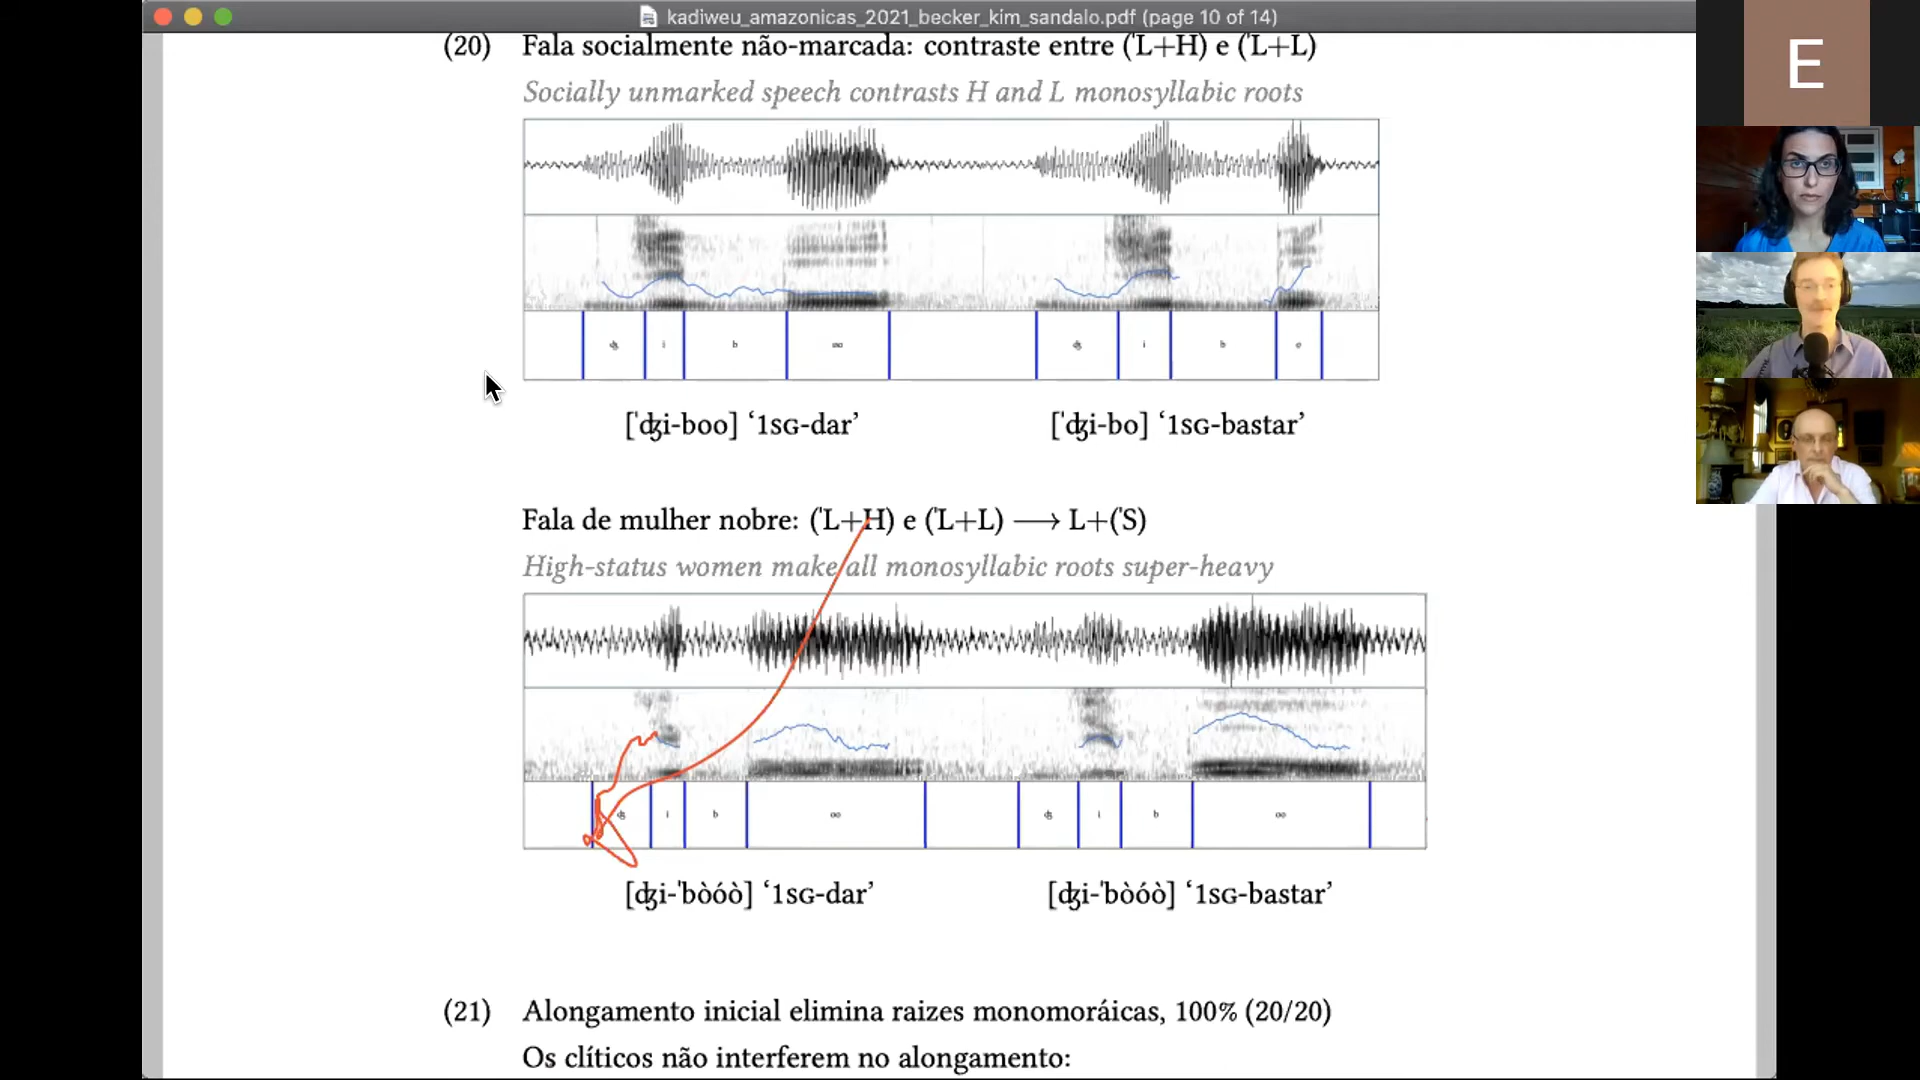 kadiweu_amazonicas_2021_becker_kim_sandalo.pdf (page 10 of 14)
E
(20) Fala socialmente não-marcada: contraste entre (ˈL+H) e (ˈL+L)
Socially unmarked speech contrasts H and L monosyllabic roots
ʤ i b oo ʤ i b o
[ˈʤi-boo] ‘1SG-dar’ [ˈʤi-bo] ‘1SG-bastar’
Fala de mulher nobre: (ˈL+H) e (ˈL+L) ⟶ L+(ˈS)
High-status women make all monosyllabic roots super-heavy
ʤ i b oo ʤ i b oo
[ʤi-ˈbòóò] ‘1SG-dar’ [ʤi-ˈbòóò] ‘1SG-bastar’
(21) Alongamento inicial elimina raizes monomoráicas, 100% (20/20)
Os clíticos não interferem no alongamento: